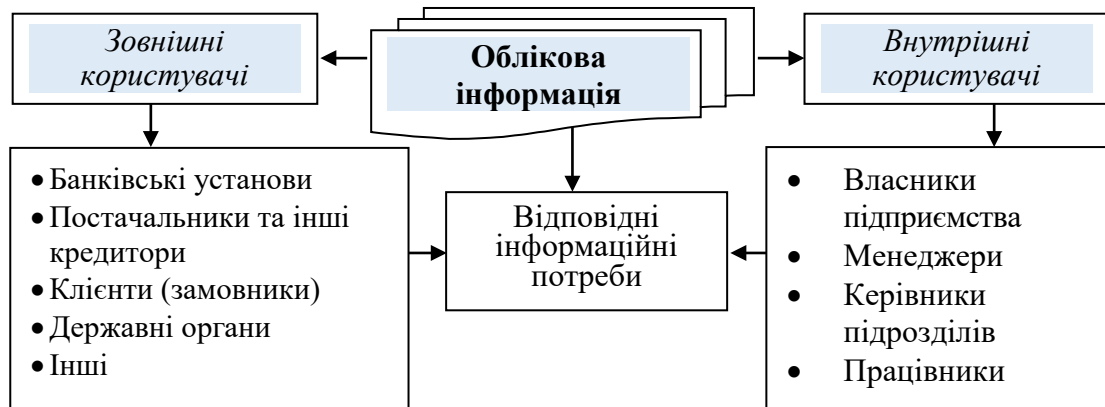 Зовнішні
користувачі
Облікова
інформація
Внутрішні
користувачі
• Банківські установи
• Постачальники та інші
кредитори
• Клієнти (замовники)
• Державні органи
• Інші
Відповідні
інформаційні
потреби
• Власники
підприємства
• Менеджери
• Керівники
підрозділів
• Працівники